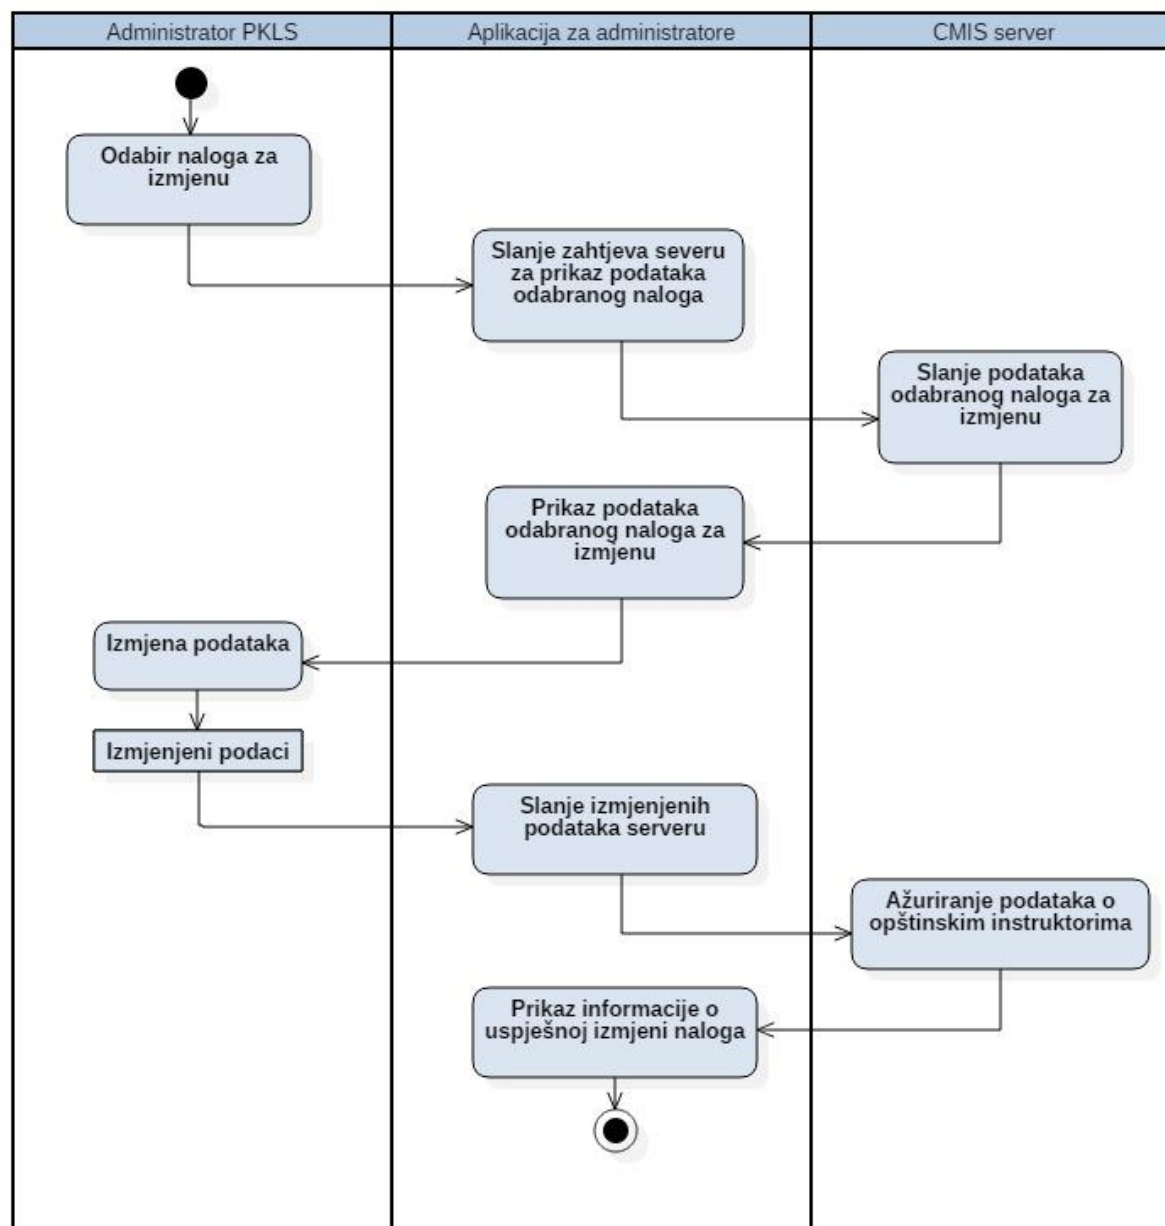 Administrator PKLS
Aplikacija za administratore
CMIS server
Odabir naloga za
izmjenu
Slanje zahtjeva severu
za prikaz podataka
odabranog naloga
Slanje podataka
odabranog naloga za
izmjenu
Prikaz podataka
odabranog naloga za
izmjenu
Izmjena podataka
Izmjenjeni podaci
Slanje izmjenjenih
podataka serveru
Ažuriranje podataka o
opštinskim instruktorima
Prikaz informacije o
uspješnoj izmjeni naloga